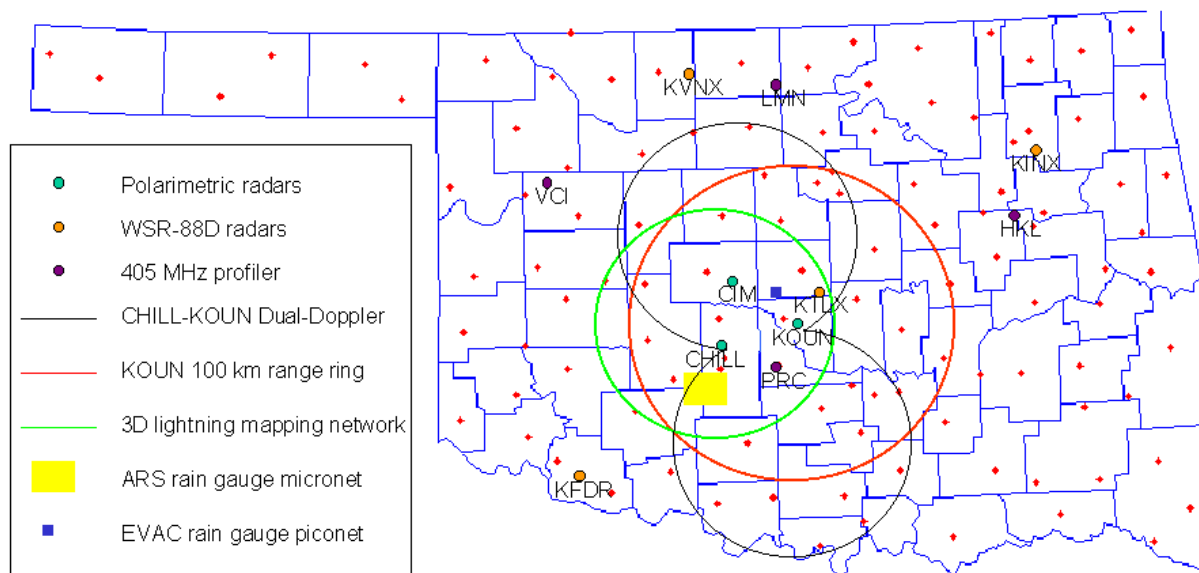 KVNX
LMN
KINX
VCI
HKL
CIM
KTLX
KOUN
CHILL
PRC
KFDR
Polarimetric radars
WSR-88D radars
405 MHz profiler
CHILL-KOUN Dual-Doppler
KOUN 100 km range ring
3D lightning mapping network
ARS rain gauge micronet
EVAC rain gauge piconet